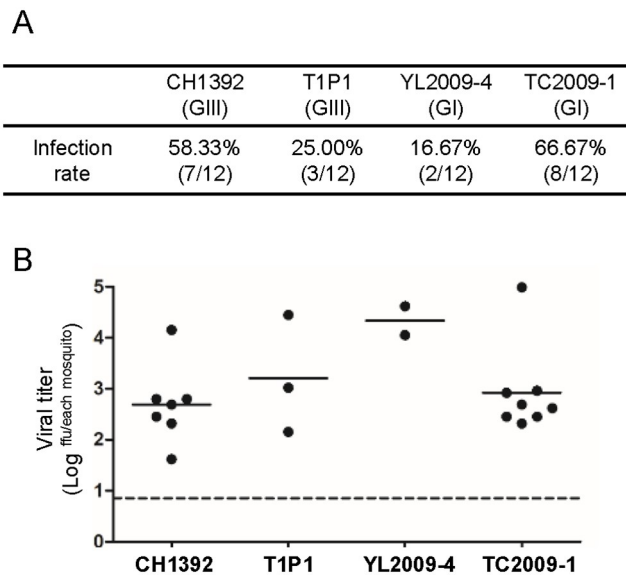 A
CH1392 T1P1 YL2009-4 TC2009-1
(GIII) (GIII) (GI) (GI)
Infection 58.33% 25.00% 16.67% 66.67%
rate (7/12) (3/12) (2/12) (8/12)
B
Viral titer
(Log ffu/each mosquito)
5
4
3
2
1
0
CH1392 T1P1 YL2009-4 TC2009-1